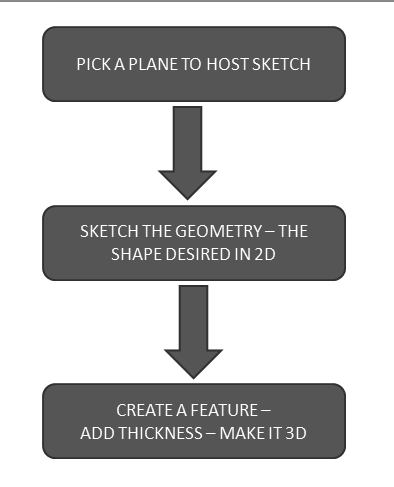 PICK A PLANE TO HOST SKETCH
SKETCH THE GEOMETRY – THE
SHAPE DESIRED IN 2D
CREATE A FEATURE –
ADD THICKNESS – MAKE IT 3D